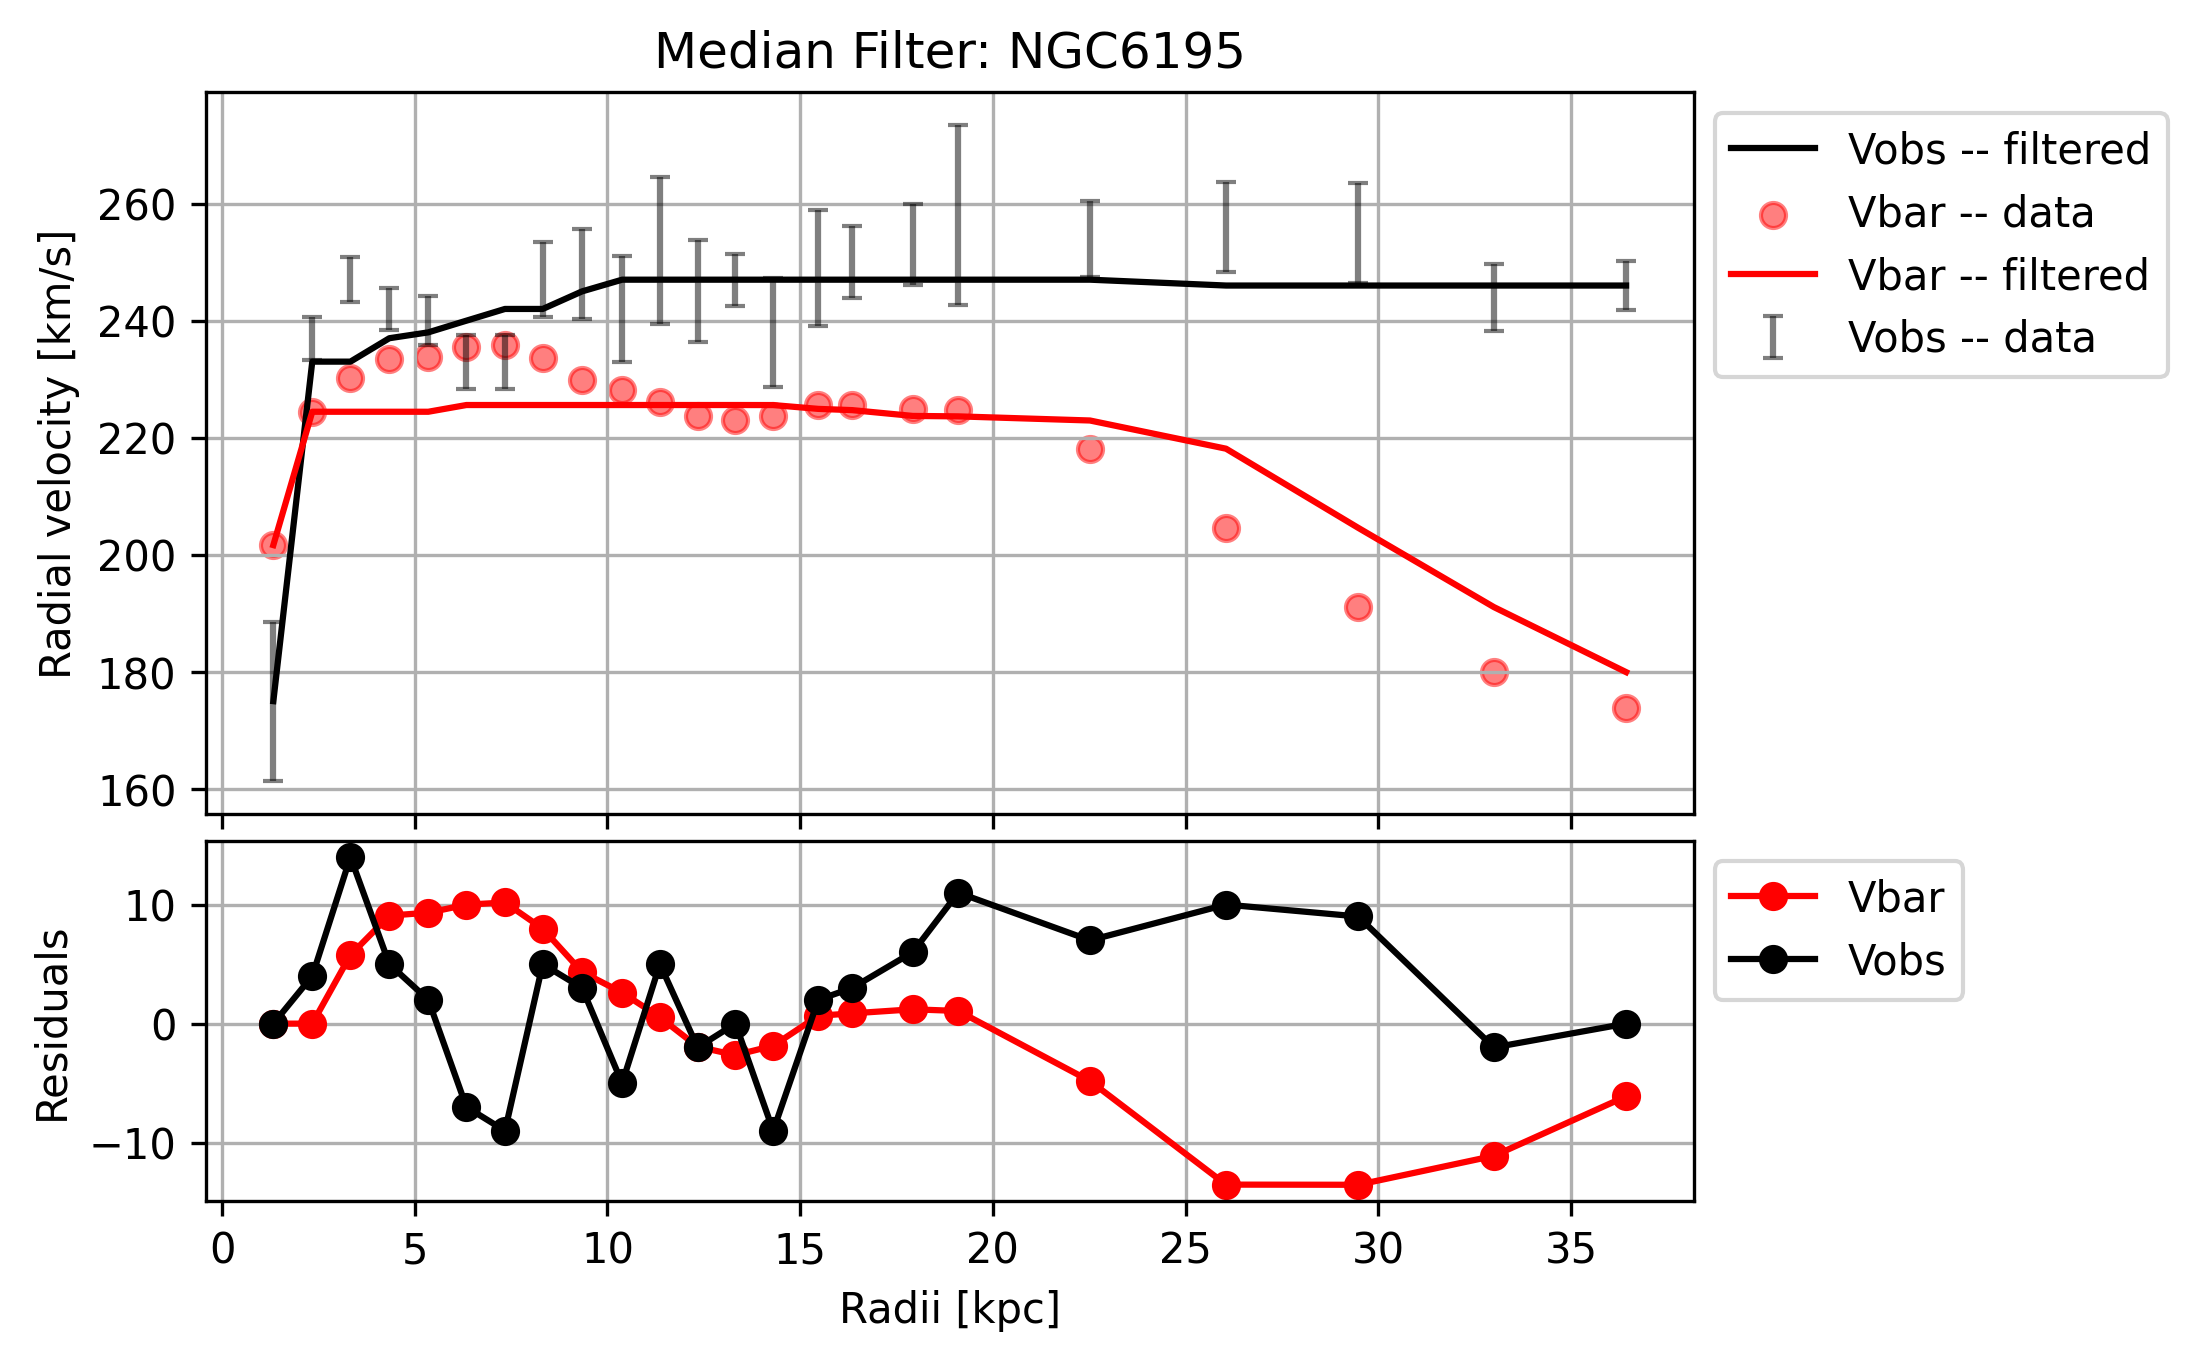 Median Filter: NGC6195
Radial velocity [km/s]
260
240
220
200
180
160
Vobs -- filtered
Vbar -- data
Vbar -- filtered
Vobs -- data
Residuals
10
0
−10
Vbar
Vobs
0 5 10 15 20 25 30 35
Radii [kpc]